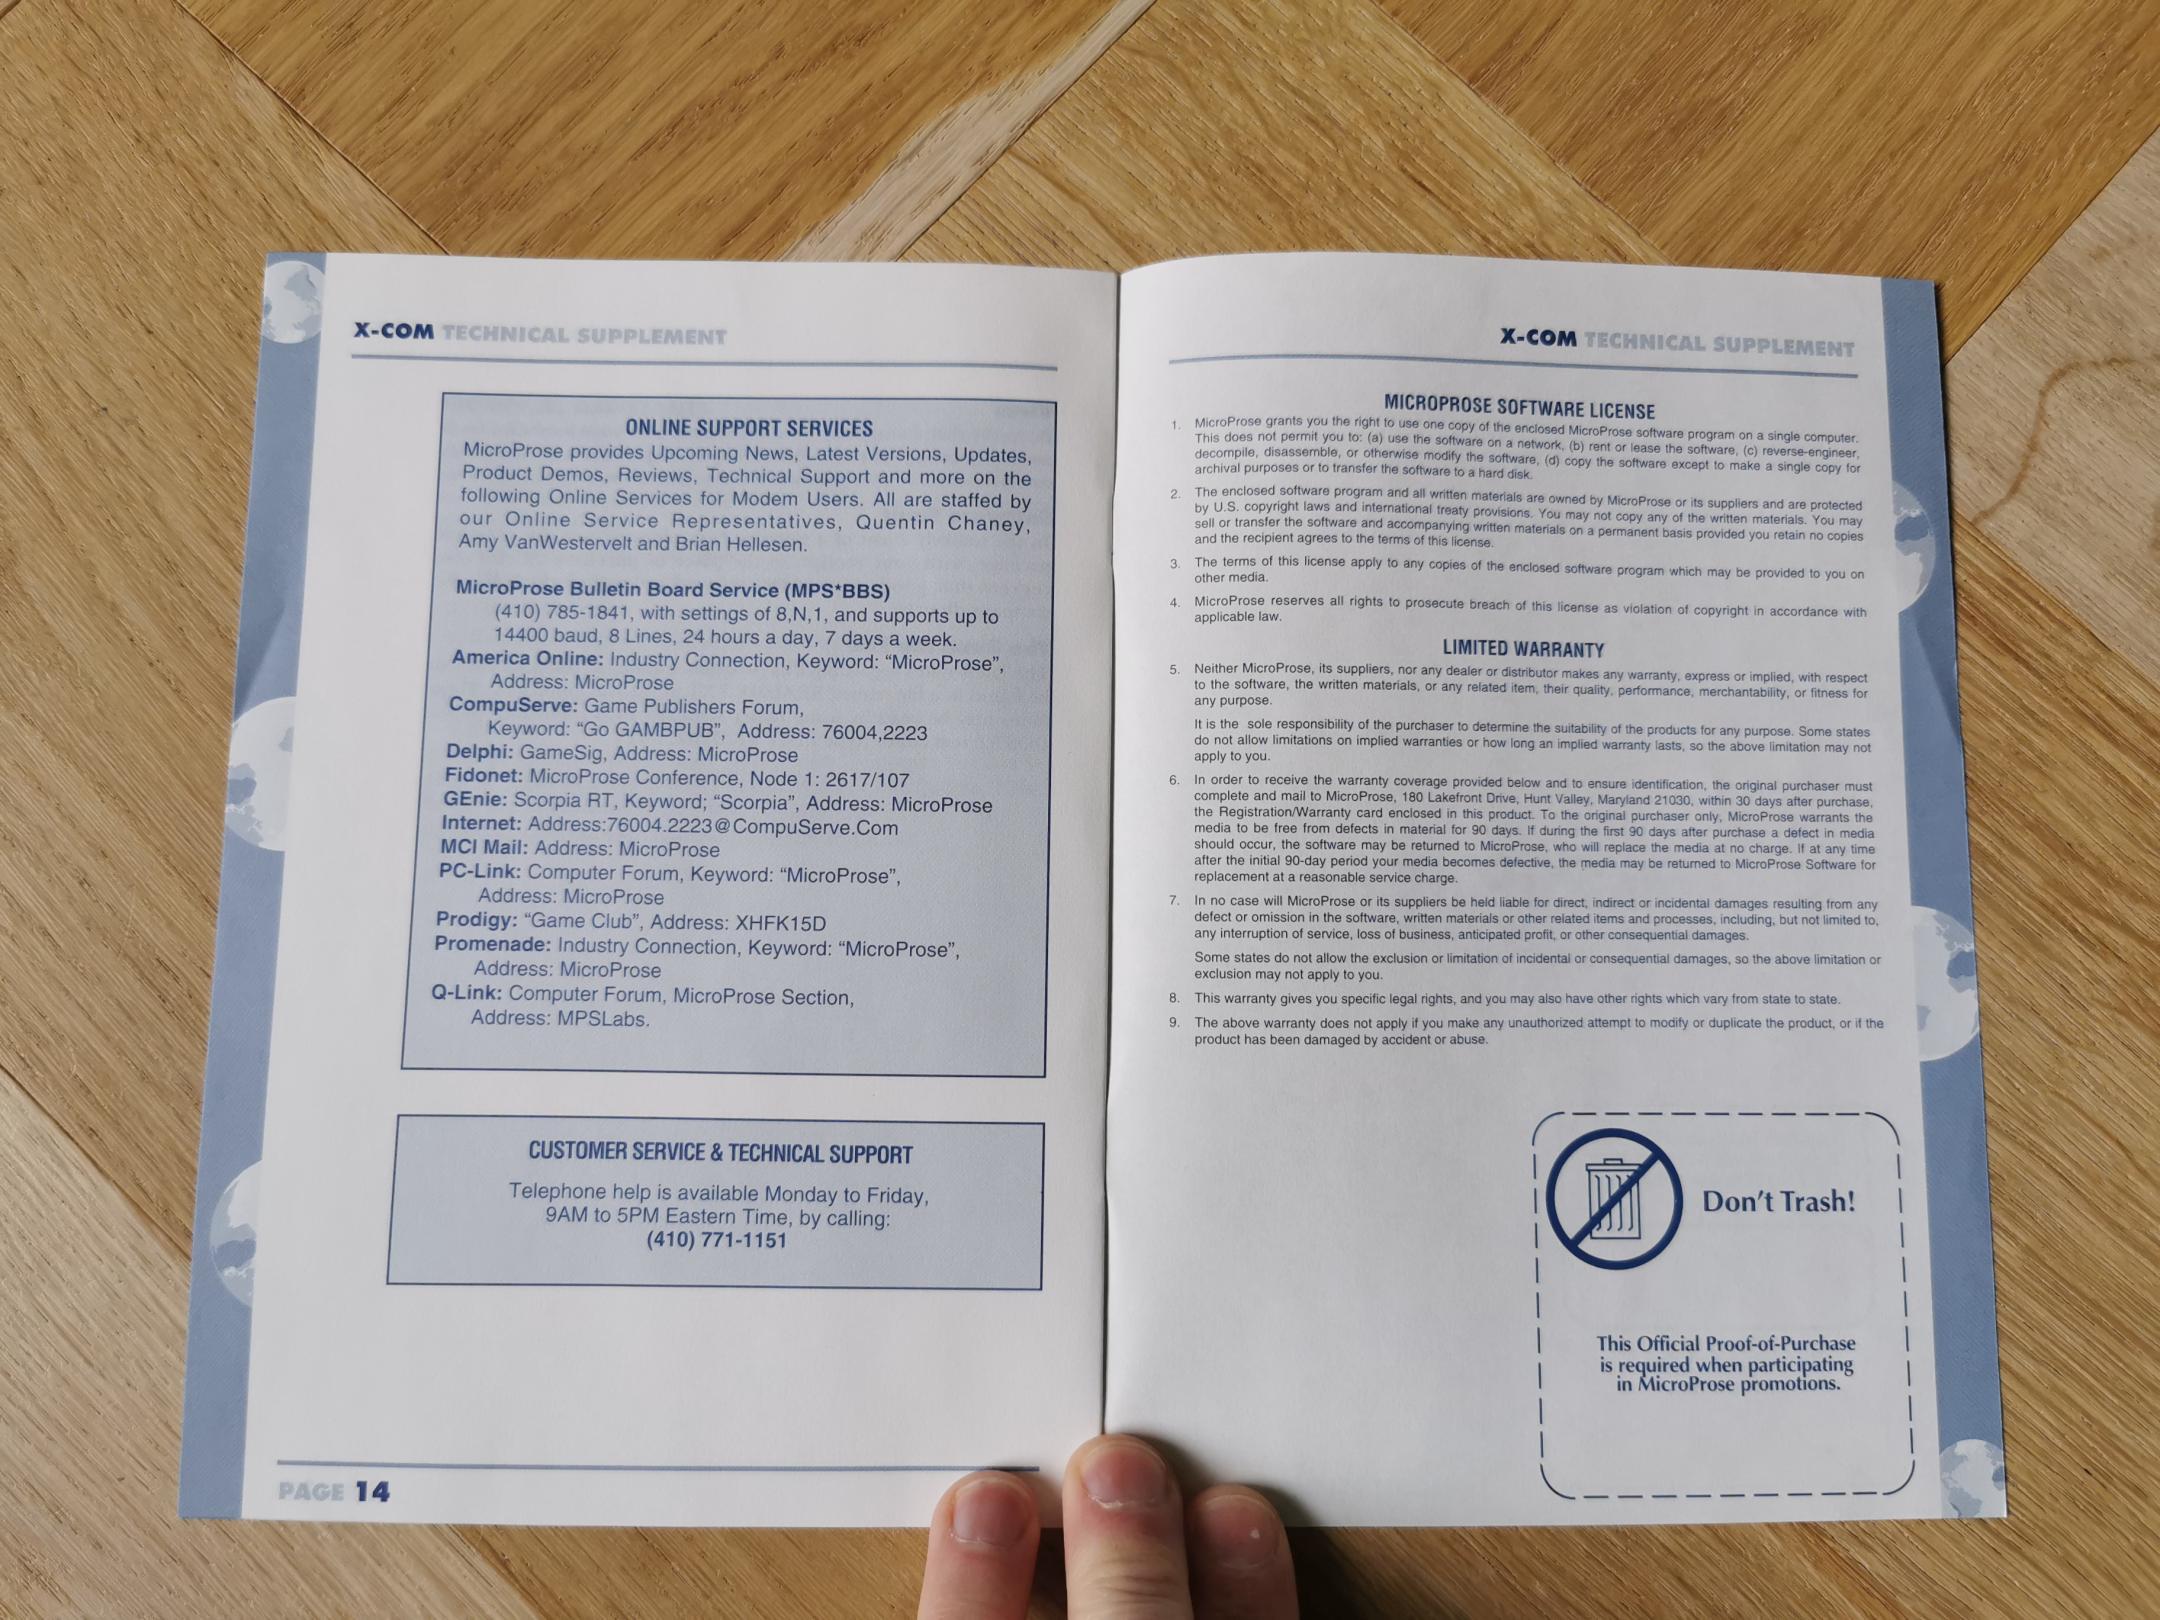 X-COM TECHNICAL SUPPLEMENT
ONLINE SUPPORT SERVICES
MicroProse provides Upcoming News, Latest Versions, Updates,
Product Demos, Reviews, Technical Support and more on the
following Online Services for Modem Users. All are staffed by
our Online Service Representatives, Quentin Chaney,
Amy VanWestervelt and Brian Hellesen.
MicroProse Bulletin Board Service (MPS*BBS)
(410) 785-1841, with settings of 8,N,1, and supports up to
14400 baud, 8 Lines, 24 hours a day, 7 days a week.
America Online: Industry Connection, Keyword: “MicroProse”,
Address: MicroProse
CompuServe: Game Publishers Forum,
Keyword: “Go GAMBPUB”, Address: 76004,2223
Delphi: GameSig, Address: MicroProse
Fidonet: MicroProse Conference, Node 1: 2617/107
GEnie: Scorpia RT, Keyword; “Scorpia”, Address: MicroProse
Internet: Address:76004.2223@CompuServe.Com
MCI Mail: Address: MicroProse
PC-Link: Computer Forum, Keyword: “MicroProse”,
Address: MicroProse
Prodigy: “Game Club”, Address: XHFK15D
Promenade: Industry Connection, Keyword: “MicroProse”,
Address: MicroProse
Q-Link: Computer Forum, MicroProse Section,
Address: MPSLabs.
CUSTOMER SERVICE & TECHNICAL SUPPORT
Telephone help is available Monday to Friday,
9AM to 5PM Eastern Time, by calling:
(410) 771-1151
PAGE 14
X-COM TECHNICAL SUPPLEMENT
MICROPROSE SOFTWARE LICENSE
1. MicroProse grants you the right to use one copy of the enclosed MicroProse software program on a single computer.
This does not permit you to: (a) use the software on a network, (b) rent or lease the software, (c) reverse-engineer,
decompile, disassemble, or otherwise modify the software, (d) copy the software except to make a single copy for
archival purposes or to transfer the software to a hard disk.
2. The enclosed software program and all written materials are owned by MicroProse or its suppliers and are protected
by U.S. copyright laws and international treaty provisions. You may not copy any of the written materials. You may
sell or transfer the software and accompanying written materials on a permanent basis provided you retain no copies
and the recipient agrees to the terms of this license.
3. The terms of this license apply to any copies of the enclosed software program which may be provided to you on
other media.
4. MicroProse reserves all rights to prosecute breach of this license as violation of copyright in accordance with
applicable law.
LIMITED WARRANTY
5. Neither MicroProse, its suppliers, nor any dealer or distributor makes any warranty, express or implied, with respect
to the software, the written materials, or any related item, their quality, performance, merchantability, or fitness for
any purpose.
It is the sole responsibility of the purchaser to determine the suitability of the products for any purpose. Some states
do not allow limitations on implied warranties or how long an implied warranty lasts, so the above limitation may not
apply to you.
6. In order to receive the warranty coverage provided below and to ensure identification, the original purchaser must
complete and mail to MicroProse, 180 Lakefront Drive, Hunt Valley, Maryland 21030, within 30 days after purchase,
the Registration/Warranty card enclosed in this product. To the original purchaser only, MicroProse warrants the
media to be free from defects in material for 90 days. If during the first 90 days after purchase a defect in media
should occur, the software may be returned to MicroProse, who will replace the media at no charge. If at any time
after the initial 90-day period your media becomes defective, the media may be returned to MicroProse Software for
replacement at a reasonable service charge.
7. In no case will MicroProse or its suppliers be held liable for direct, indirect or incidental damages resulting from any
defect or omission in the software, written materials or other related items and processes, including, but not limited to,
any interruption of service, loss of business, anticipated profit, or other consequential damages.
Some states do not allow the exclusion or limitation of incidental or consequential damages, so the above limitation or
exclusion may not apply to you.
8. This warranty gives you specific legal rights, and you may also have other rights which vary from state to state.
9. The above warranty does not apply if you make any unauthorized attempt to modify or duplicate the product, or if the
product has been damaged by accident or abuse.
Don't Trash!
This Official Proof-of-Purchase
is required when participating
in MicroProse promotions.